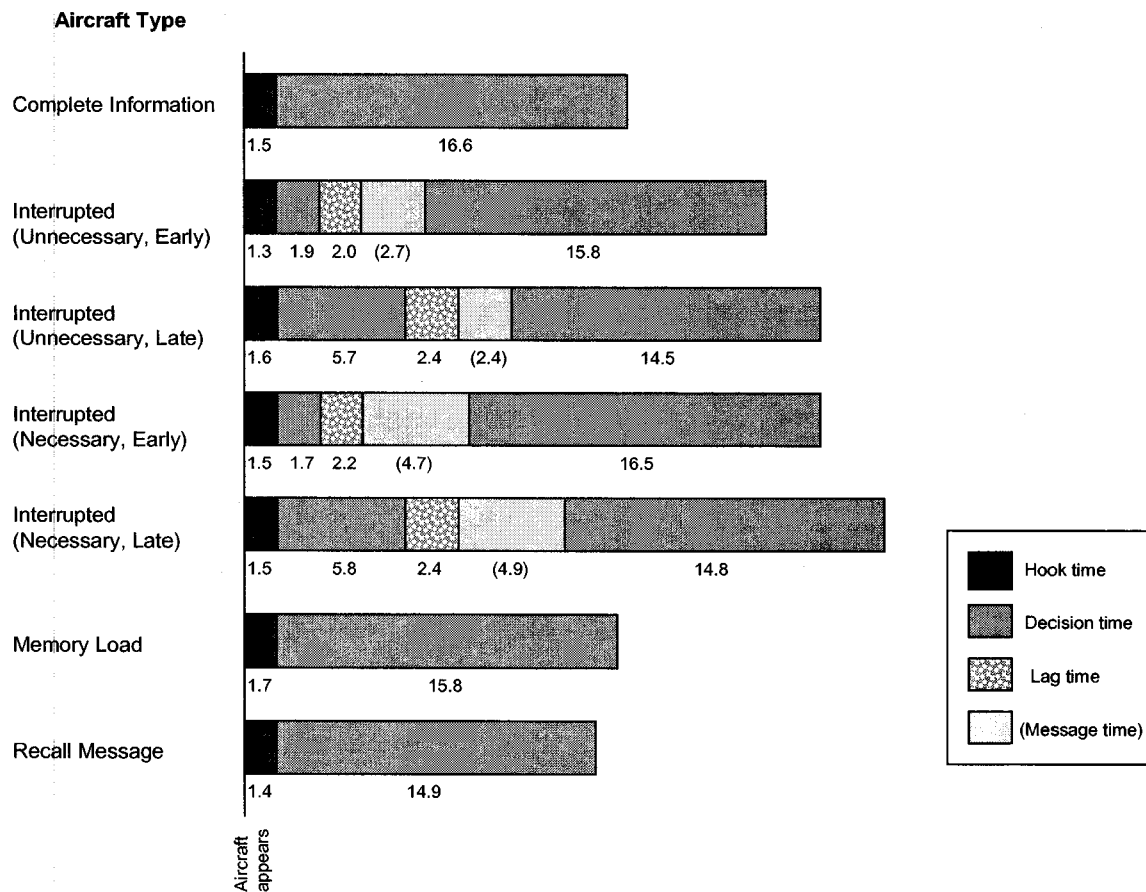 Aircraft Type
Complete Information
1.5 16.6
Interrupted
(Unnecessary, Early)
1.3 1.9 2.0 (2.7) 15.8
Interrupted
(Unnecessary, Late)
1.6 5.7 2.4 (2.4) 14.5
Interrupted
(Necessary, Early)
1.5 1.7 2.2 (4.7) 16.5
Interrupted
(Necessary, Late)
1.5 5.8 2.4 (4.9) 14.8
Memory Load
1.7 15.8
Recall Message
1.4 14.9
Aircraft
appears
Hook time
Decision time
Lag time
(Message time)